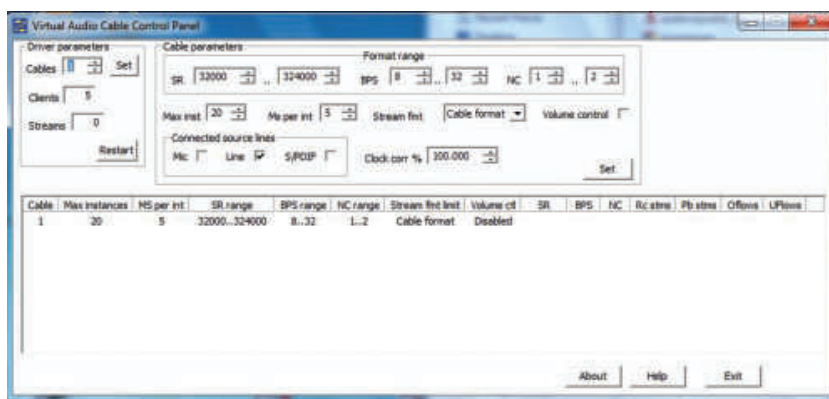 Virtual Audio Cable Control Panel
Driver parameters
Cables 1 Set
Clients 5
Streams 0
Restart
Cable parameters
Format range
SR 32000 .. 324000 BPS 8 .. 32 NC 1 .. 2
Max inst 20 Ms per int 5 Stream fmt Cable format Volume control
Connected source lines
Mic Line S/PDIF
Clock corr % 100.000
Set
Cable Max instances MS per int SR range BPS range NC range Stream fmt limit Volume ctl SR BPS NC Rc stms Pb stms Oflows UFlows
1 20 5 32000...324000 8...32 1...2 Cable format Disabled
About Help Exit